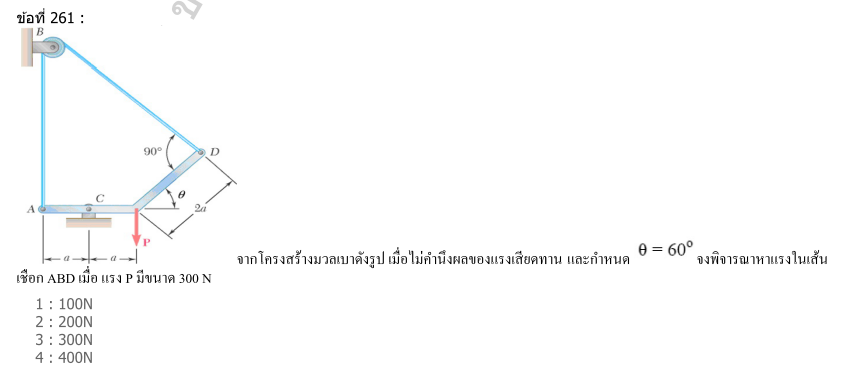 ข้อที่ 261 :
B
90°
D
θ
C
A
2a
P
a
a
จากโครงสร้างมวลเบาดังรูป เมื่อไม่คำนึงผลของแรงเสียดทาน และกำหนด θ = 60° จงพิจารณาหาแรงในเส้น
เชือก ABD เมื่อ แรง P มีขนาด 300 N
1 : 100N
2 : 200N
3 : 300N
4 : 400N